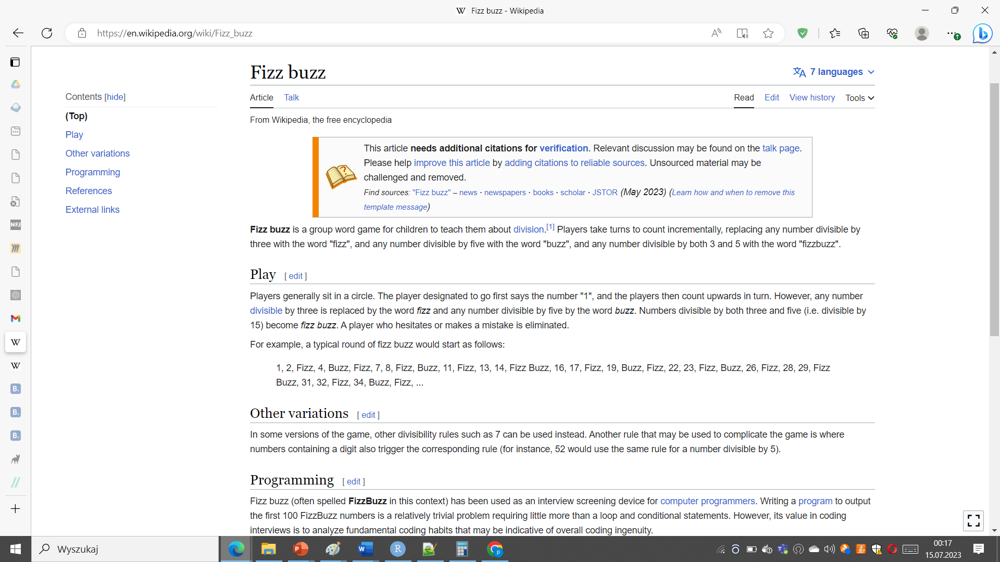 Fizz buzz - Wikipedia
https://en.wikipedia.org/wiki/Fizz_buzz
Fizz buzz
7 languages
Contents [hide]
(Top)
Play
Other variations
Programming
References
External links
Article Talk
Read Edit View history Tools
From Wikipedia, the free encyclopedia
This article needs additional citations for verification. Relevant discussion may be found on the talk page.
Please help improve this article by adding citations to reliable sources. Unsourced material may be
challenged and removed.
Find sources: "Fizz buzz" – news · newspapers · books · scholar · JSTOR (May 2023) (Learn how and when to remove this
template message)
Fizz buzz is a group word game for children to teach them about division.[1] Players take turns to count incrementally, replacing any number divisible by
three with the word "fizz", and any number divisible by five with the word "buzz", and any number divisible by both 3 and 5 with the word "fizzbuzz".
Play [ edit ]
Players generally sit in a circle. The player designated to go first says the number "1", and the players then count upwards in turn. However, any number
divisible by three is replaced by the word fizz and any number divisible by five by the word buzz. Numbers divisible by both three and five (i.e. divisible by
15) become fizz buzz. A player who hesitates or makes a mistake is eliminated.
For example, a typical round of fizz buzz would start as follows:
1, 2, Fizz, 4, Buzz, Fizz, 7, 8, Fizz, Buzz, 11, Fizz, 13, 14, Fizz Buzz, 16, 17, Fizz, 19, Buzz, Fizz, 22, 23, Fizz, Buzz, 26, Fizz, 28, 29, Fizz
Buzz, 31, 32, Fizz, 34, Buzz, Fizz, ...
Other variations [ edit ]
In some versions of the game, other divisibility rules such as 7 can be used instead. Another rule that may be used to complicate the game is where
numbers containing a digit also trigger the corresponding rule (for instance, 52 would use the same rule for a number divisible by 5).
Programming [ edit ]
Fizz buzz (often spelled FizzBuzz in this context) has been used as an interview screening device for computer programmers. Writing a program to output
the first 100 FizzBuzz numbers is a relatively trivial problem requiring little more than a loop and conditional statements. However, its value in coding
interviews is to analyze fundamental coding habits that may be indicative of overall coding ingenuity.
NFJ
W
W
B.
B.
B.
Wyszukaj
00:17
15.07.2023